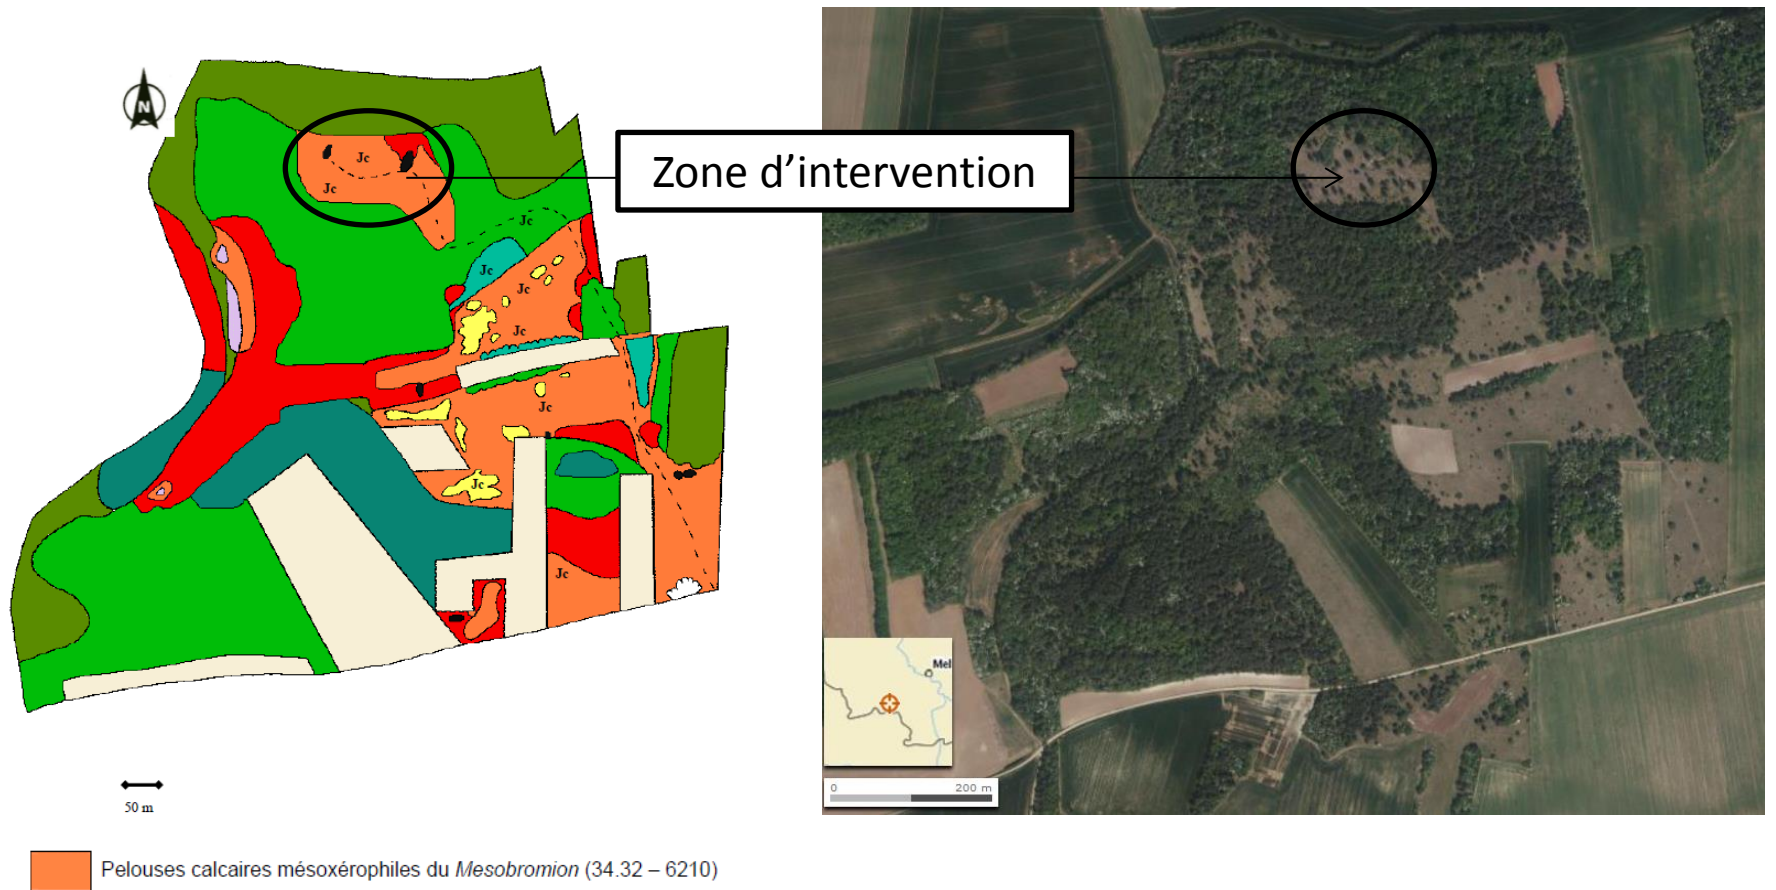 N
Zone d’intervention
Jc
Jc
Jc
Jc
Jc
Jc
Jc
Jc
Jc
Mel
0 200 m
50 m
Pelouses calcaires mésoxérophiles du Mesobromion (34.32 – 6210)